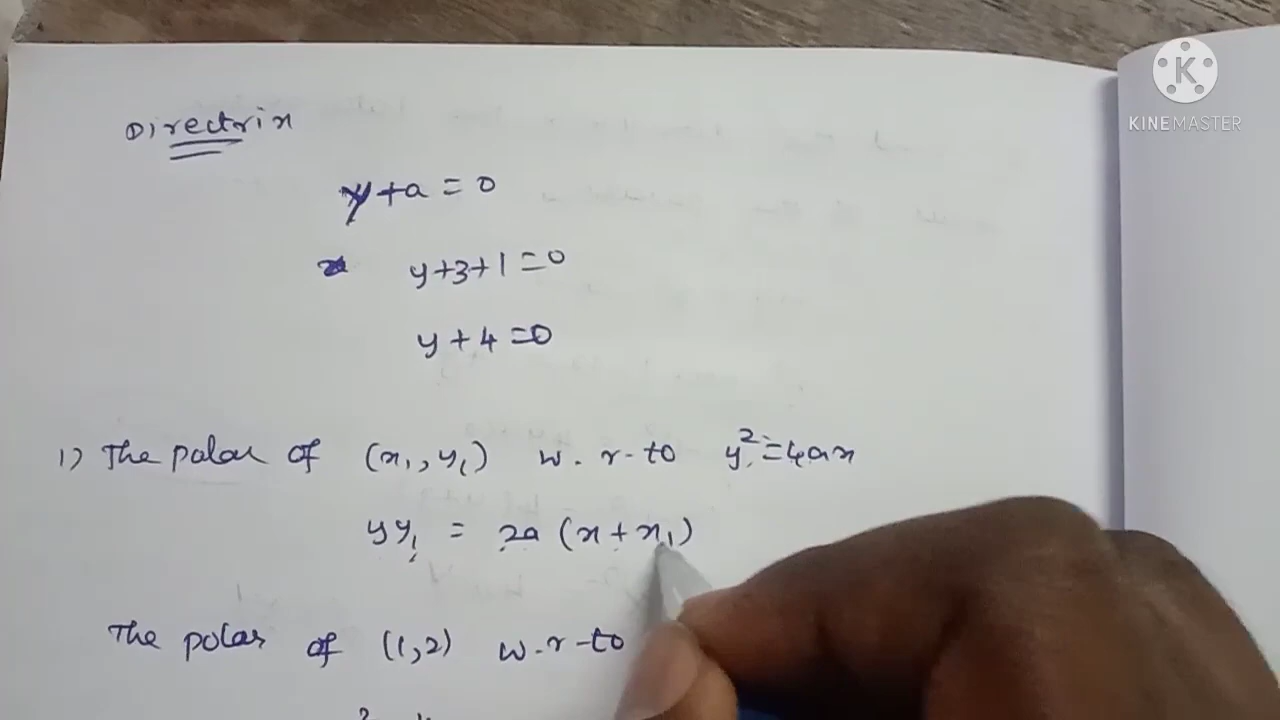 Directrix
K
KINEMASTER
y+a=0
y+3+1=0
y+4=0
1) The polar of (x₁, y₁) w.r.to y²=4ax
yy₁ = 2a (x+x₁)
The polar of (1,2) w.r-to